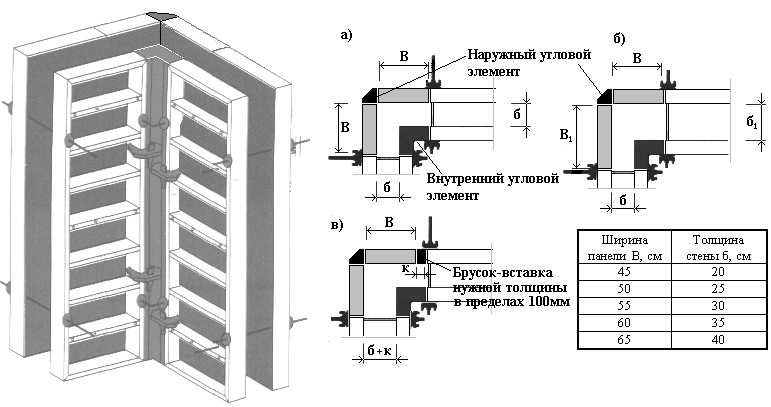 а)
В
Наружный угловой
элемент
б)
В
В
б
В1
б1
Внутренний угловой
элемент
б
б
в)
В
к
Брусок-вставка
нужной толщины
в пределах 100мм
б+к
Ширина
панели В, см
Толщина
стены б, см
45
20
50
25
55
30
60
35
65
40